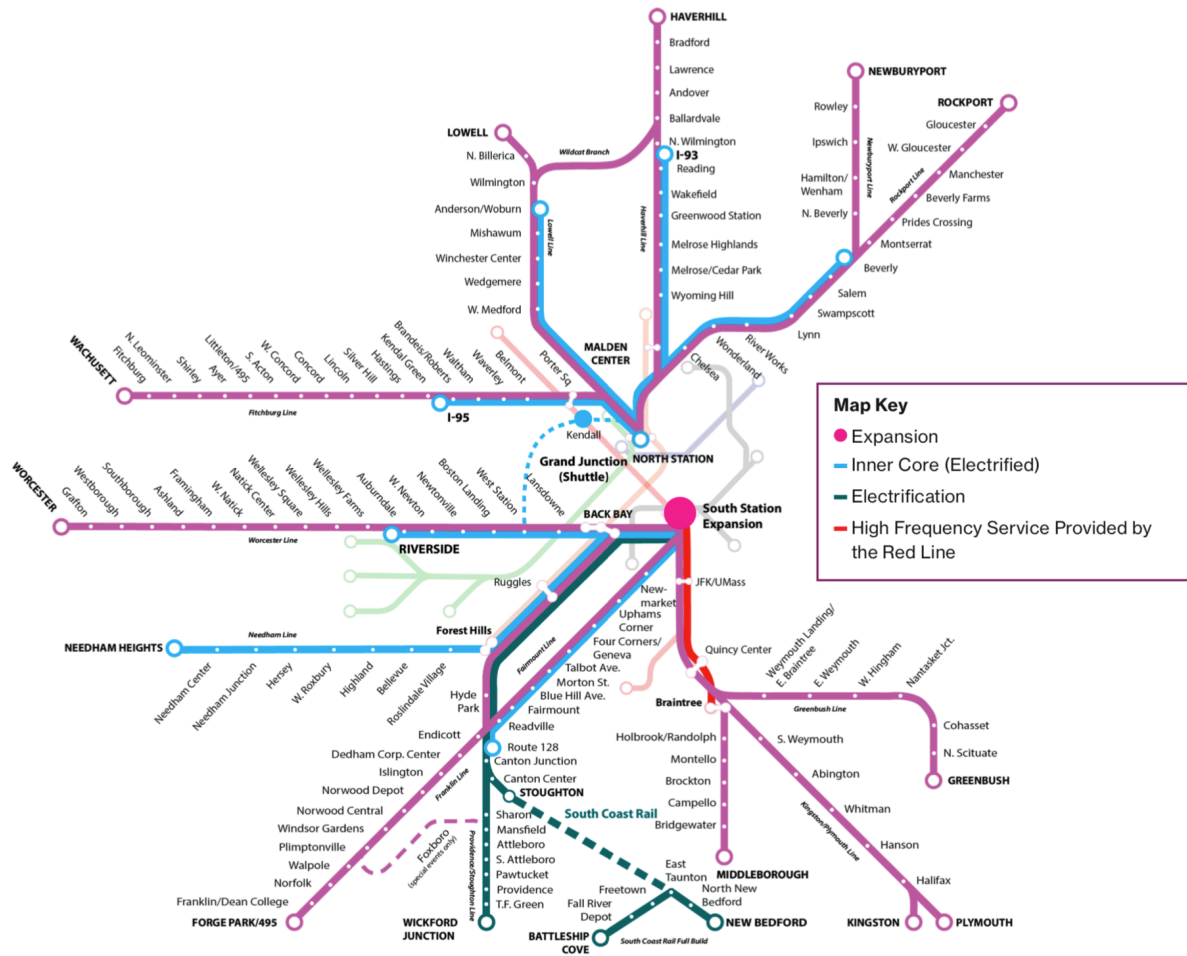 HAVERHILL
Bradford
Lawrence
Andover
Ballardvale
N. Wilmington
I-93
Reading
Wakefield
Greenwood Station
Melrose Highlands
Melrose/Cedar Park
Wyoming Hill
MALDEN
CENTER
Haverhill Line
Wildcat Branch
LOWELL
N. Billerica
Wilmington
Anderson/Woburn
Mishawum
Winchester Center
Wedgemere
W. Medford
Lowell Line
NEWBURYPORT
Rowley
Ipswich
Hamilton/
Wenham
N. Beverly
Newburyport Line
ROCKPORT
Gloucester
W. Gloucester
Manchester
Beverly Farms
Prides Crossing
Montserrat
Rockport Line
Beverly
Salem
Swampscott
Lynn
River Works
Wonderland
Chelsea
WACHUSETT
Fitchburg
N. Leominster
Shirley
Ayer
Littleton/495
S. Acton
W. Concord
Concord
Lincoln
Silver Hill
Hastings
Kendal Green
Brandeis/Roberts
Waltham
Waverley
Belmont
Porter Sq
Fitchburg Line
I-95
Kendall
Grand Junction
(Shuttle)
NORTH STATION
Map Key
Expansion
Inner Core (Electrified)
Electrification
High Frequency Service Provided by
the Red Line
WORCESTER
Grafton
Westborough
Southborough
Ashland
Framingham
W. Natick
Natick Center
Wellesley Square
Wellesley Hills
Wellesley Farms
Auburndale
W. Newton
Newtonville
Boston Landing
West Station
Lansdowne
BACK BAY
Worcester Line
RIVERSIDE
South Station
Expansion
Ruggles
Forest Hills
NEEDHAM HEIGHTS
Needham Line
Needham Center
Needham Junction
Hersey
W. Roxbury
Highland
Bellevue
Roslindale Village
JFK/UMass
New-
market
Uphams
Corner
Four Corners/
Geneva
Talbot Ave.
Morton St.
Blue Hill Ave.
Fairmount
Readville
Fairmount Line
Quincy Center
Braintree
Weymouth Landing/
E. Braintree
E. Weymouth
W. Hingham
Nantasket Jct.
Greenbush Line
Cohasset
N. Scituate
GREENBUSH
Hyde
Park
Endicott
Dedham Corp. Center
Islington
Norwood Depot
Norwood Central
Windsor Gardens
Plimptonville
Walpole
Norfolk
Franklin/Dean College
FORGE PARK/495
Franklin Line
Foxboro
(special events only)
Route 128
Canton Junction
Canton Center
STOUGHTON
Sharon
Mansfield
Attleboro
S. Attleboro
Pawtucket
Providence
T.F. Green
WICKFORD
JUNCTION
Providence/Stoughton Line
South Coast Rail
East
Taunton
Freetown
Fall River
Depot
BATTLESHIP
COVE
North New
Bedford
NEW BEDFORD
South Coast Rail Full Build
Holbrook/Randolph
Montello
Brockton
Campello
Bridgewater
MIDDLEBOROUGH
S. Weymouth
Abington
Whitman
Hanson
Halifax
Kingston/Plymouth Line
KINGSTON
PLYMOUTH